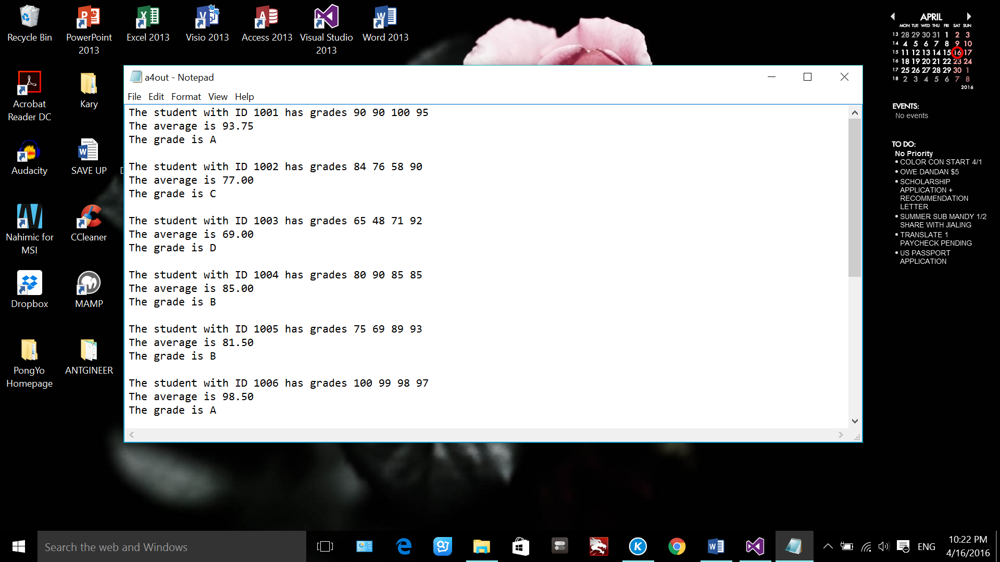 Recycle Bin
PowerPoint
2013
Excel 2013
Visio 2013
Access 2013
Visual Studio
2013
Word 2013
Acrobat
Reader DC
Kary
Audacity
SAVE UP
Nahimic for
MSI
CCleaner
Dropbox
MAMP
PongYo
Homepage
ANTGINEER
a4out - Notepad
File Edit Format View Help
The student with ID 1001 has grades 90 90 100 95
The average is 93.75
The grade is A
The student with ID 1002 has grades 84 76 58 90
The average is 77.00
The grade is C
The student with ID 1003 has grades 65 48 71 92
The average is 69.00
The grade is D
The student with ID 1004 has grades 80 90 85 85
The average is 85.00
The grade is B
The student with ID 1005 has grades 75 69 89 93
The average is 81.50
The grade is B
The student with ID 1006 has grades 100 99 98 97
The average is 98.50
The grade is A
APRIL
MON TUE WED THU FRI SAT SUN
13 28 29 30 31 1 2 3
14 4 5 6 7 8 9 10
15 11 12 13 14 15 16 17
16 18 19 20 21 22 23 24
17 25 26 27 28 29 30 1
18 2 3 4 5 6 7 8
2016
EVENTS:
No events
TO DO:
No Priority
• COLOR CON START 4/1
• OWE DANDAN $5
• SCHOLARSHIP
APPLICATION +
RECOMMENDATION
LETTER
• SUMMER SUB MANDY 1/2
SHARE WITH JIALING
• TRANSLATE 1
PAYCHECK PENDING
• US PASSPORT
APPLICATION
Search the web and Windows
ENG
10:22 PM
4/16/2016